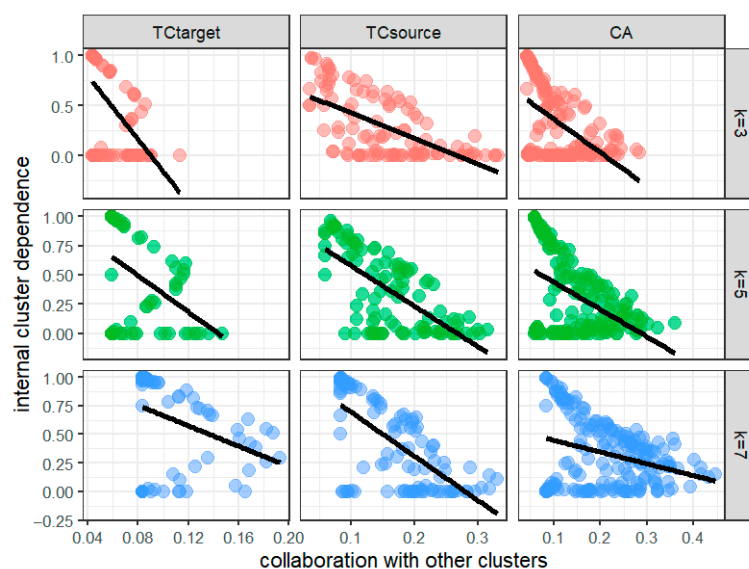 TCtarget TCsource CA
1.0
0.5
0.0
k=3
1.00
0.75
0.50
0.25
0.00
k=5
1.00
0.75
0.50
0.25
0.00
−0.25
k=7
internal cluster dependence
0.04 0.08 0.12 0.16 0.20 0.1 0.2 0.3 0.1 0.2 0.3 0.4
collaboration with other clusters